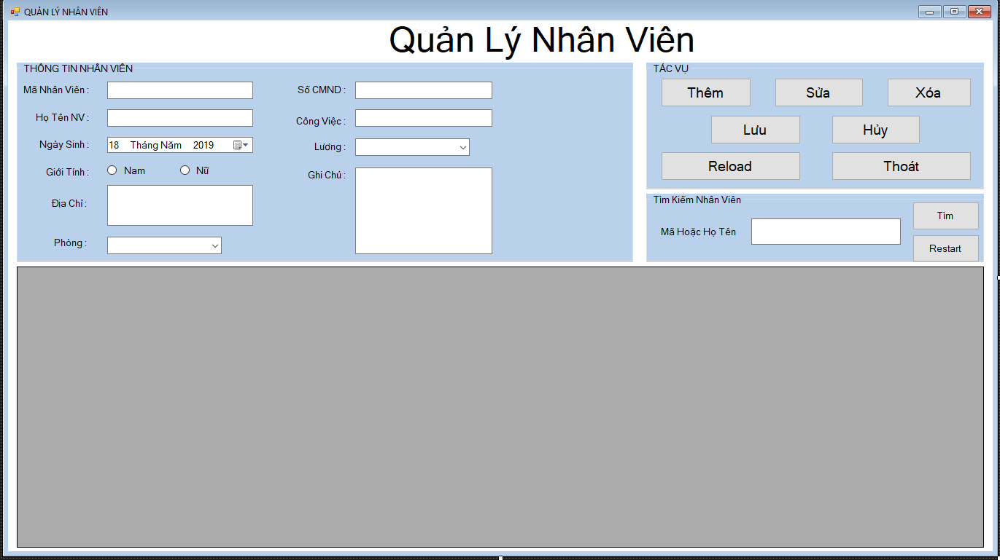 QUẢN LÝ NHÂN VIÊN
Quản Lý Nhân Viên
THÔNG TIN NHÂN VIÊN
Mã Nhân Viên :
Họ Tên NV :
Ngày Sinh :
18 Tháng Năm 2019
Giới Tính :
Nam
Nữ
Địa Chỉ :
Phòng :
Số CMND :
Công Việc :
Lương :
Ghi Chú :
TÁC VỤ
Thêm
Sửa
Xóa
Lưu
Hủy
Reload
Thoát
Tìm Kiếm Nhân Viên
Mã Hoặc Họ Tên
Tìm
Restart